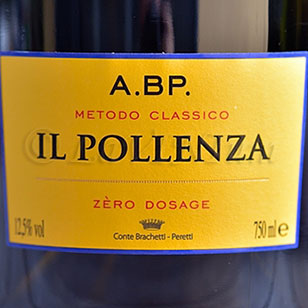 A.BP.
METODO CLASSICO
IL POLLENZA
ZÈRO DOSAGE
12,5% vol
750 ml e
Conte Brachetti - Peretti